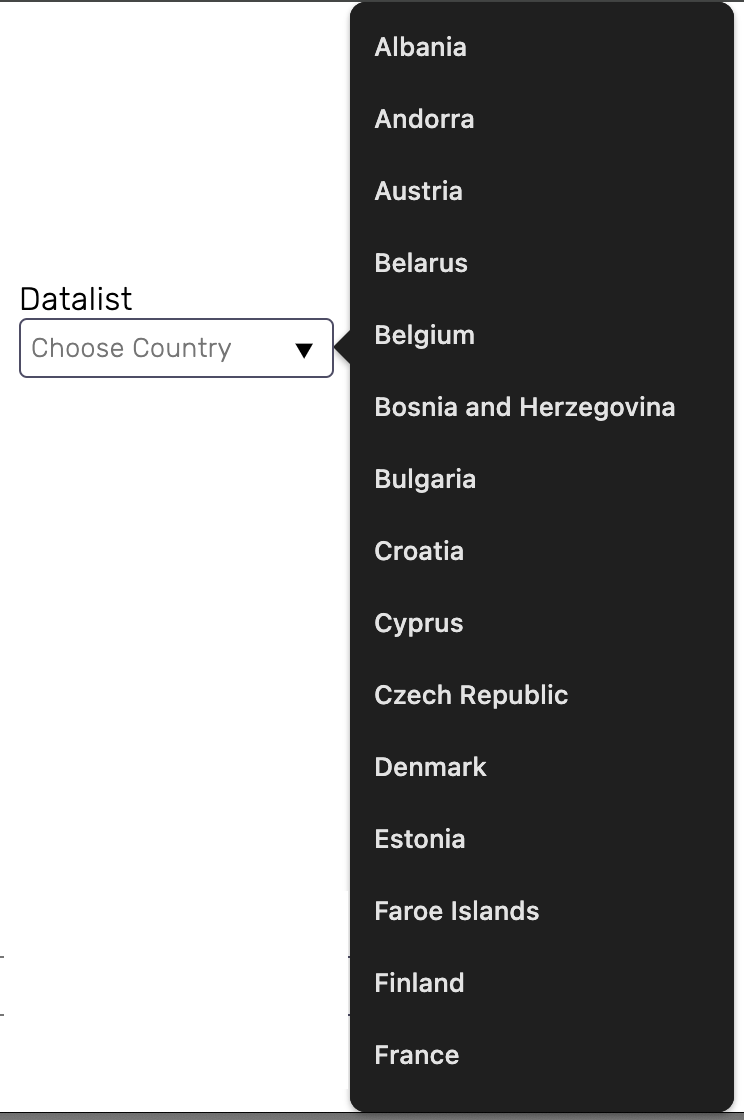 Datalist
Choose Country
Albania
Andorra
Austria
Belarus
Belgium
Bosnia and Herzegovina
Bulgaria
Croatia
Cyprus
Czech Republic
Denmark
Estonia
Faroe Islands
Finland
France